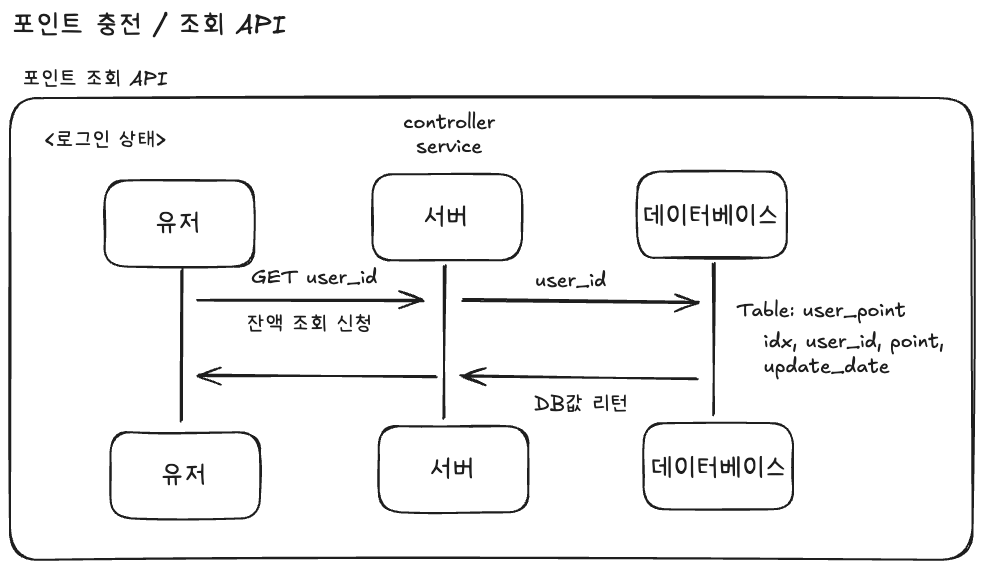 포인트 충전 / 조회 API
포인트 조회 API
<로그인 상태>
controller
service
유저
서버
데이터베이스
GET user_id
잔액 조회 신청
user_id
Table: user_point
idx, user_id, point,
update_date
DB값 리턴
유저
서버
데이터베이스